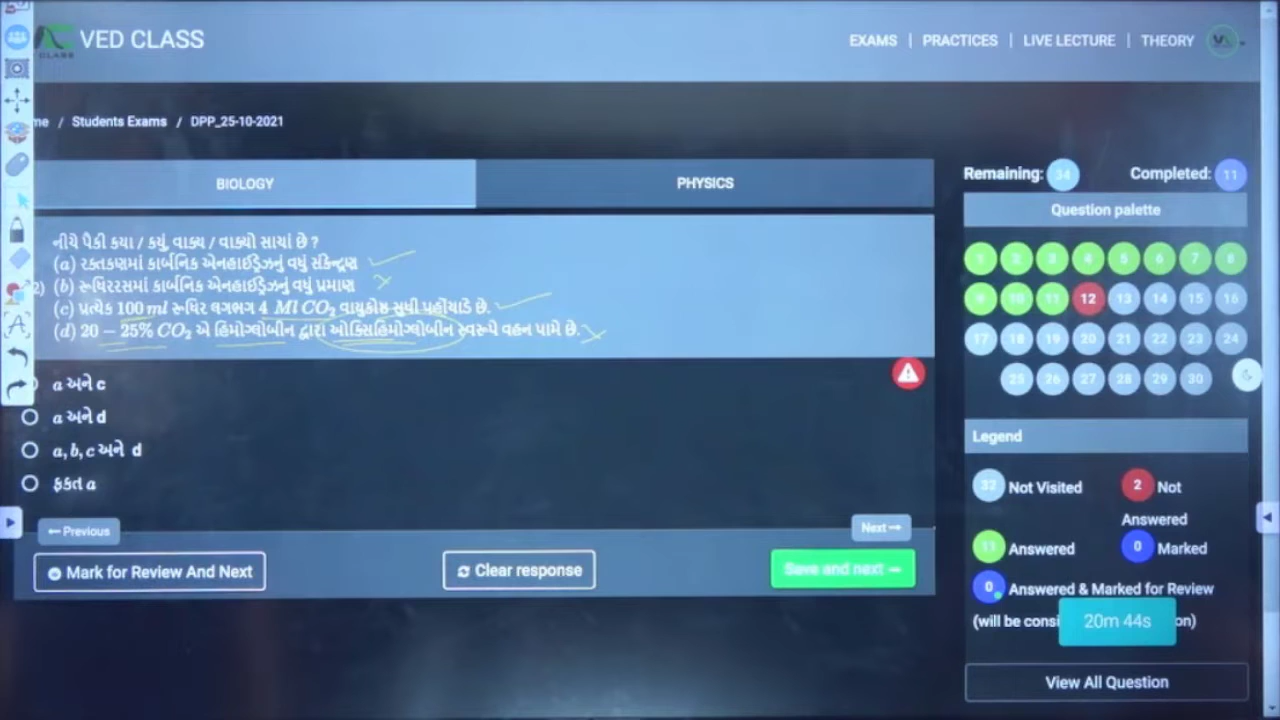 VED CLASS
CLASS
EXAMS | PRACTICES | LIVE LECTURE | THEORY
me / Students Exams / DPP_25-10-2021
BIOLOGY
PHYSICS
નીચે પૈકી કયા / કયું, વાક્ય / વાક્યો સાચાં છે ?
(a) રક્તકણમાં કાર્બનિક એનહાઈડ્રેઝનું વધું સંકેન્દ્રણ
(b) રુધિરરસમાં કાર્બનિક એનહાઈડ્રેઝનું વધું પ્રમાણ
(c) પ્રત્યેક 100 ml રુધિર લગભગ 4 Ml CO₂ વાયુકોષ્ઠ સુધી પહોંચાડે છે.
(d) 20 – 25% CO₂ એ હિમોગ્લોબીન દ્વારા ઓક્સિહિમોગ્લોબીન સ્વરુપે વહન પામે છે.
a અને c
a અને d
a, b, c અને d
ફક્ત a
← Previous
Next →
Mark for Review And Next
Clear response
Save and next
Remaining: 34
Completed: 11
Question palette
1 2 3 4 5 6 7 8
9 10 11 12 13 14 15 16
17 18 19 20 21 22 23 24
25 26 27 28 29 30
Legend
32 Not Visited
2 Not Answered
11 Answered
0 Marked
0 Answered & Marked for Review
(will be consi
on)
20m 44s
View All Question